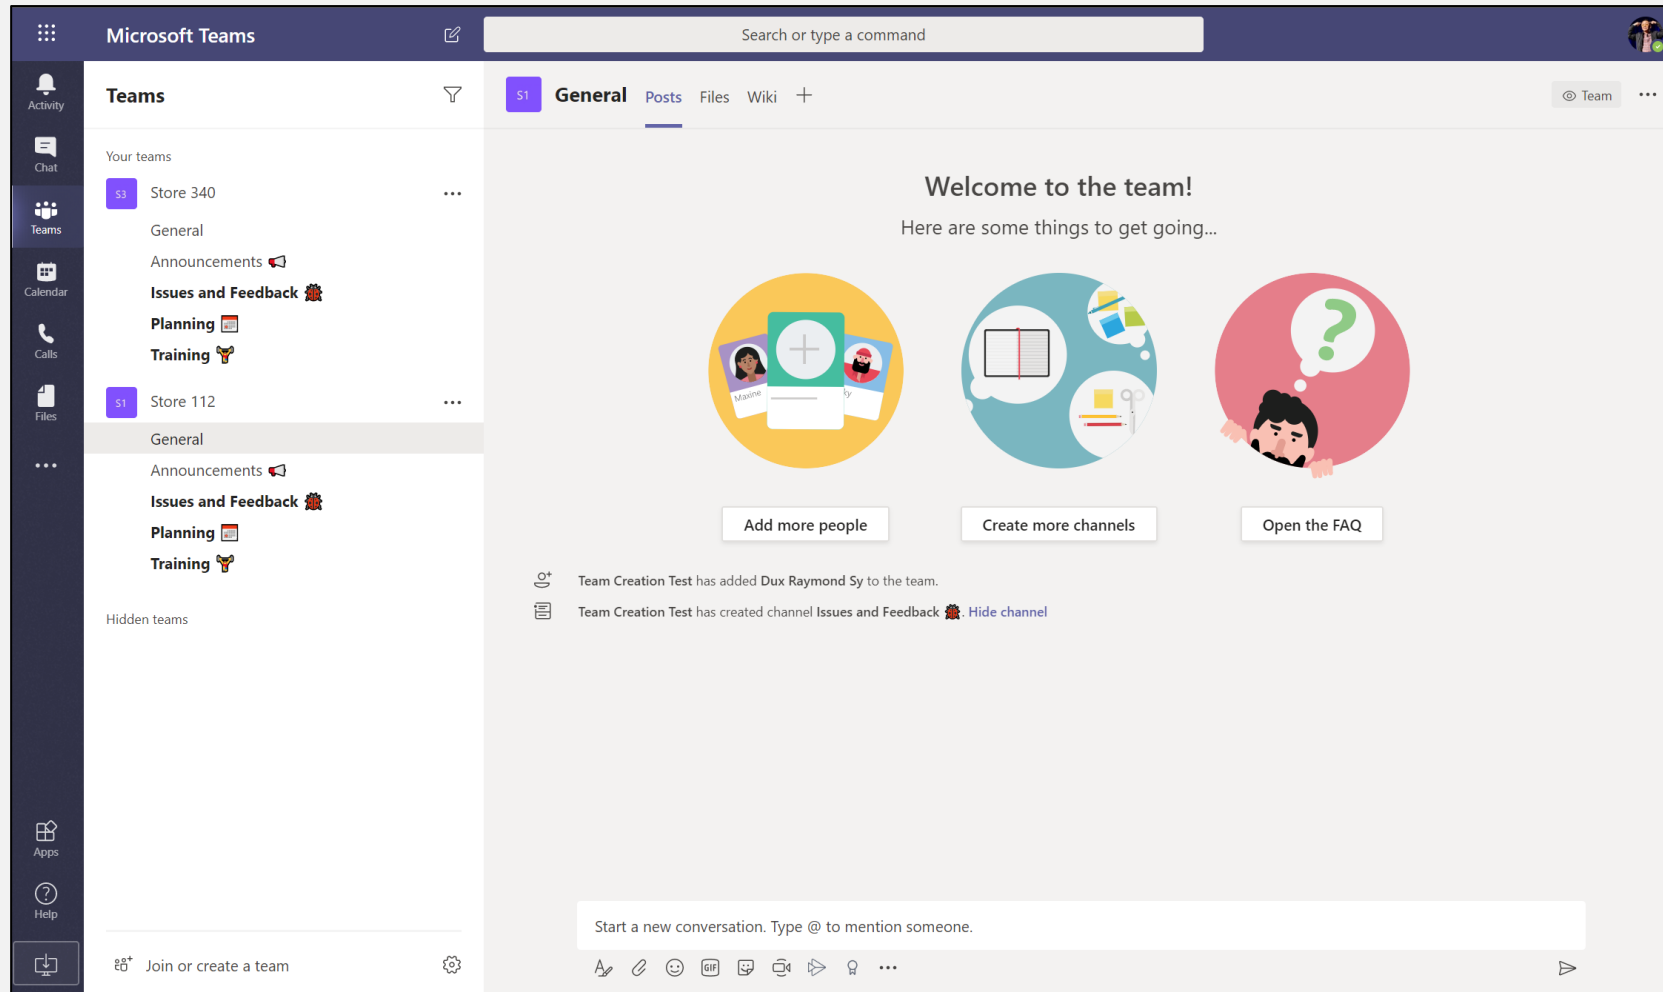 Microsoft Teams
Search or type a command
Activity
Chat
Teams
Calendar
Calls
Files
Apps
Help
Teams
Your teams
S3 Store 340
General
Announcements 📣
Issues and Feedback 🐞
Planning 📅
Training 🏋
S1 Store 112
General
Announcements 📣
Issues and Feedback 🐞
Planning 📅
Training 🏋
Hidden teams
Join or create a team
S1 General Posts Files Wiki
Team
Welcome to the team!
Here are some things to get going...
Maxine
ky
Add more people
Create more channels
Open the FAQ
Team Creation Test has added Dux Raymond Sy to the team.
Team Creation Test has created channel Issues and Feedback 🐞. Hide channel
Start a new conversation. Type @ to mention someone.
GIF